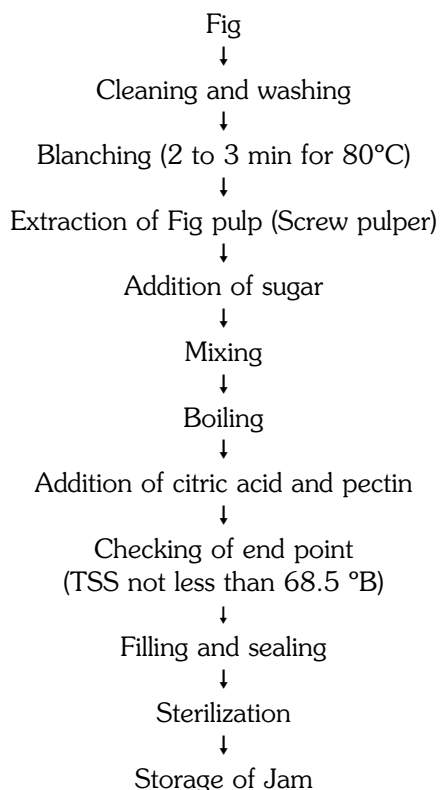 Fig
↓
Cleaning and washing
↓
Blanching (2 to 3 min for 80°C)
↓
Extraction of Fig pulp (Screw pulper)
↓
Addition of sugar
↓
Mixing
↓
Boiling
↓
Addition of citric acid and pectin
↓
Checking of end point
(TSS not less than 68.5 °B)
↓
Filling and sealing
↓
Sterilization
↓
Storage of Jam